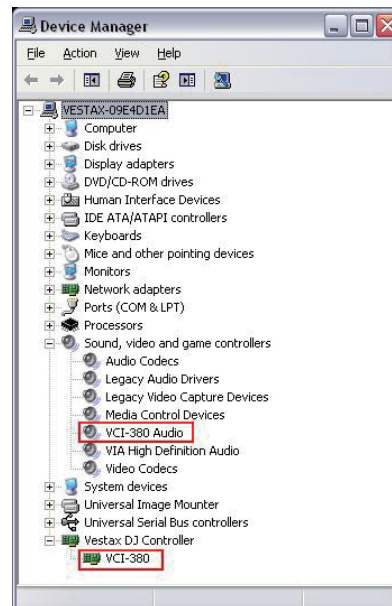 Device Manager
File Action View Help
VESTAX-09E4D1EA
Computer
Disk drives
Display adapters
DVD/CD-ROM drives
Human Interface Devices
IDE ATA/ATAPI controllers
Keyboards
Mice and other pointing devices
Monitors
Network adapters
Ports (COM & LPT)
Processors
Sound, video and game controllers
Audio Codecs
Legacy Audio Drivers
Legacy Video Capture Devices
Media Control Devices
VCI-380 Audio
VIA High Definition Audio
Video Codecs
System devices
Universal Image Mounter
Universal Serial Bus controllers
Vestax DJ Controller
VCI-380